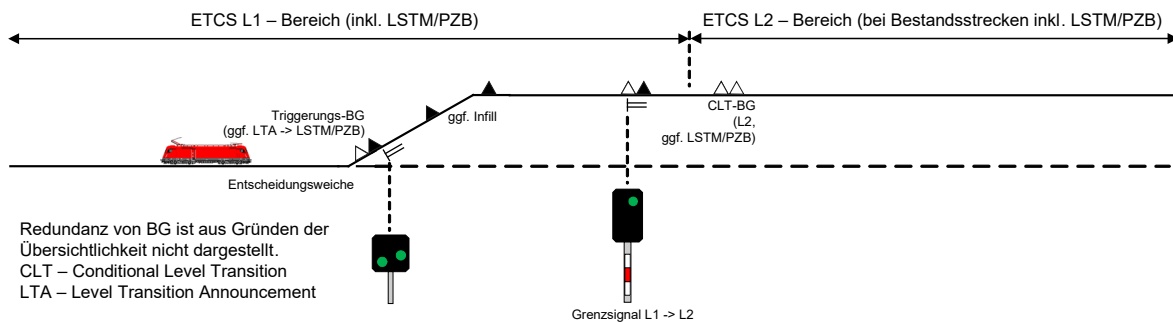 ETCS L1 – Bereich (inkl. LSTM/PZB)
ETCS L2 – Bereich (bei Bestandsstrecken inkl. LSTM/PZB)
Triggerungs-BG
(ggf. LTA -> LSTM/PZB)
ggf. Infill
CLT-BG
(L2,
ggf. LSTM/PZB)
Entscheidungsweiche
Redundanz von BG ist aus Gründen der
Übersichtlichkeit nicht dargestellt.
CLT – Conditional Level Transition
LTA – Level Transition Announcement
Grenzsignal L1 -> L2